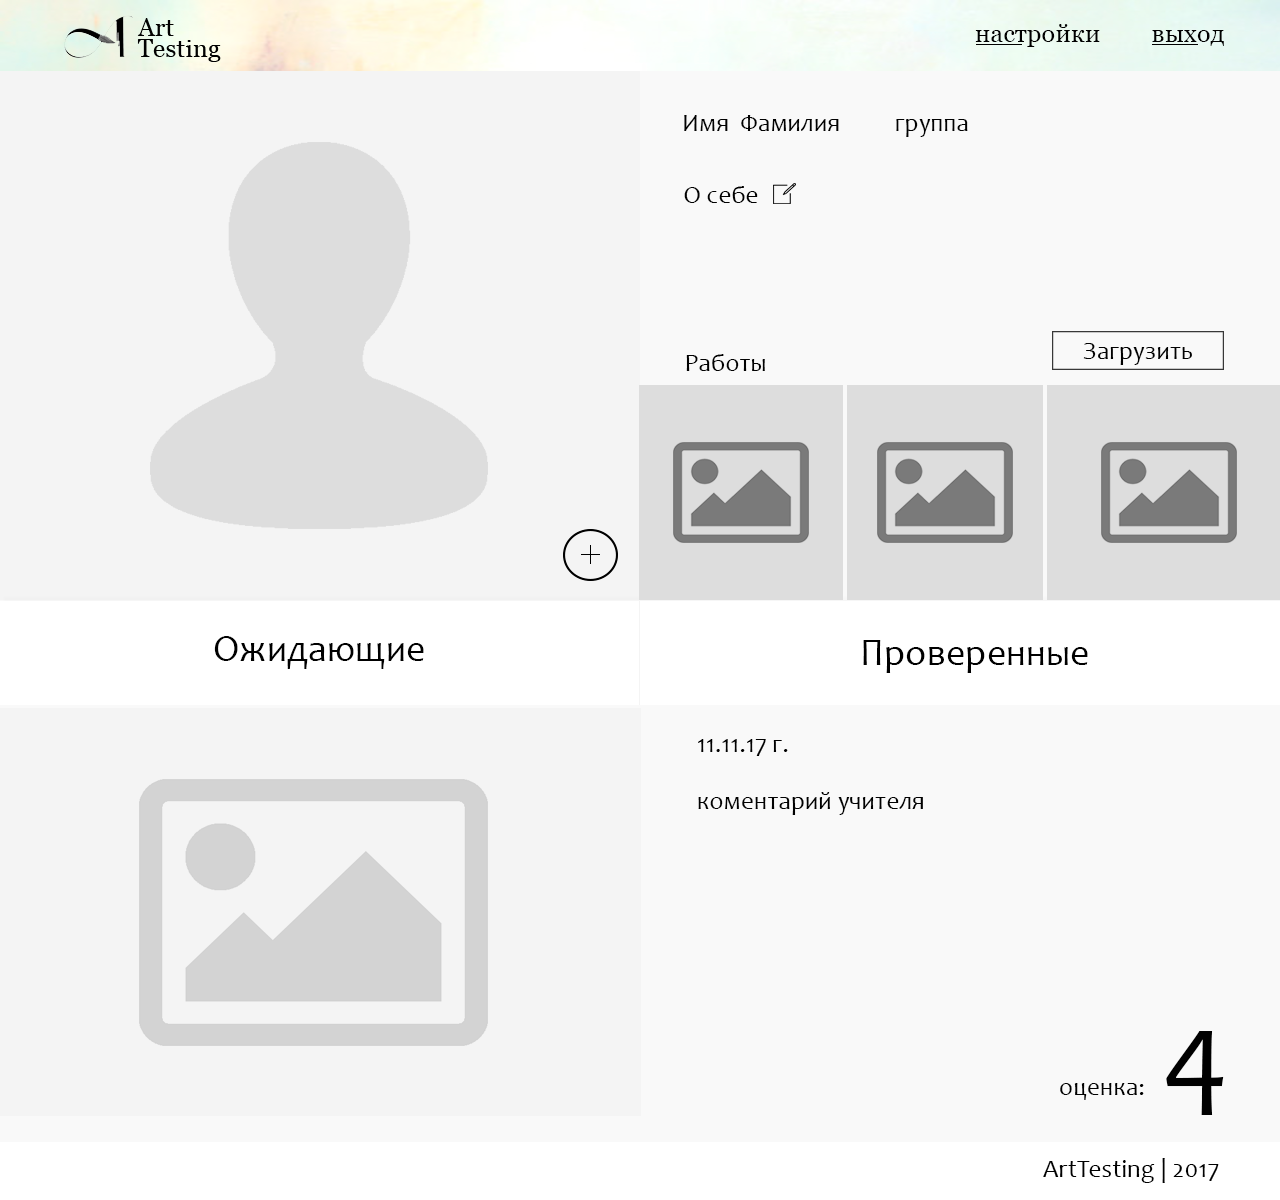 Art
Testing
настройки выход
Имя Фамилия группа
О себе
Загрузить
Работы
Ожидающие
Проверенные
11.11.17 г.
коментарий учителя
оценка: 4
ArtTesting | 2017